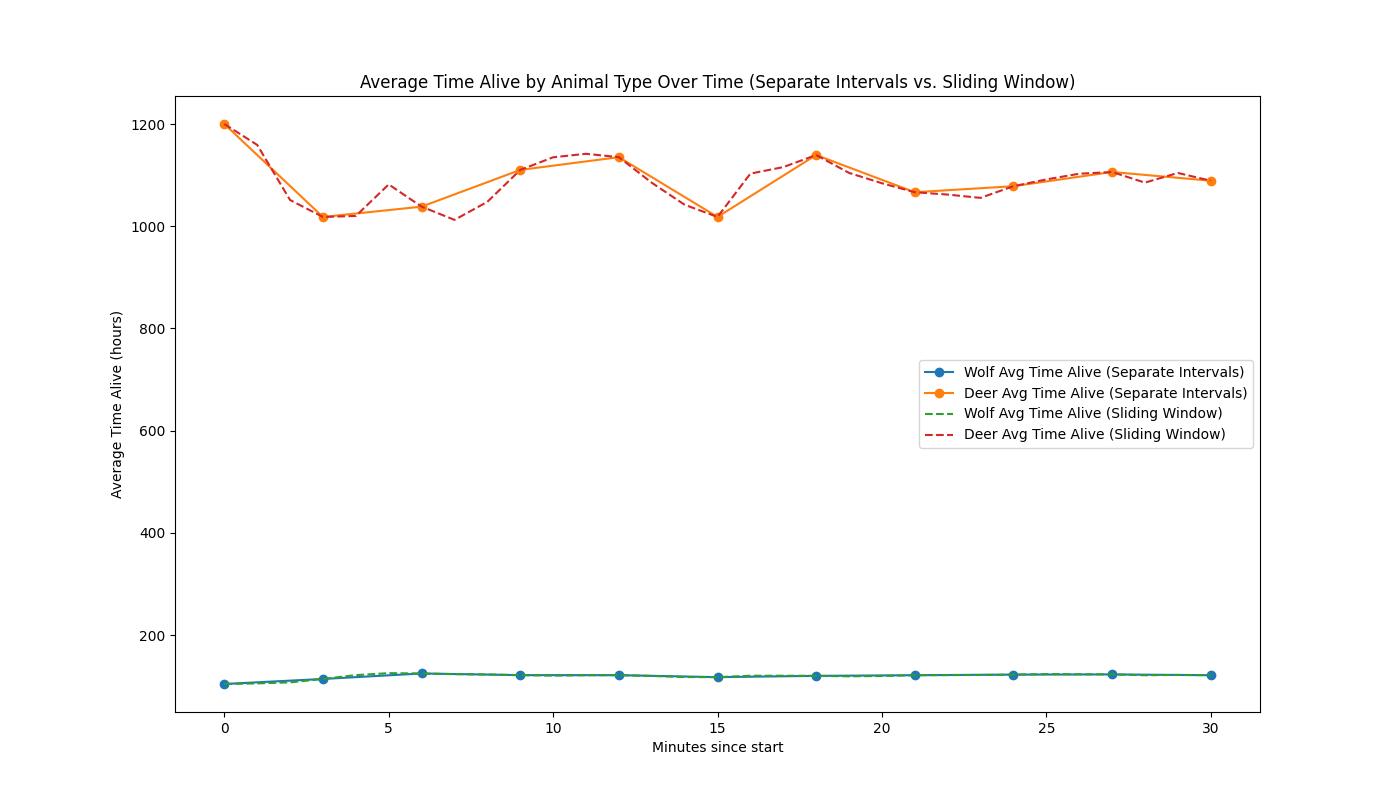 Average Time Alive by Animal Type Over Time (Separate Intervals vs. Sliding Window)
Average Time Alive (hours)
1200
1000
800
600
400
200
Wolf Avg Time Alive (Separate Intervals)
Deer Avg Time Alive (Separate Intervals)
Wolf Avg Time Alive (Sliding Window)
Deer Avg Time Alive (Sliding Window)
0 5 10 15 20 25 30
Minutes since start